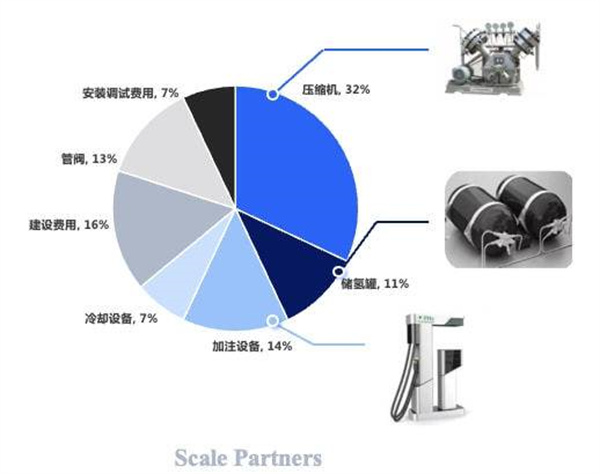 安装调试费用, 7%
压缩机, 32%
管阀, 13%
建设费用, 16%
储氢罐, 11%
冷却设备, 7%
加注设备, 14%
Scale Partners